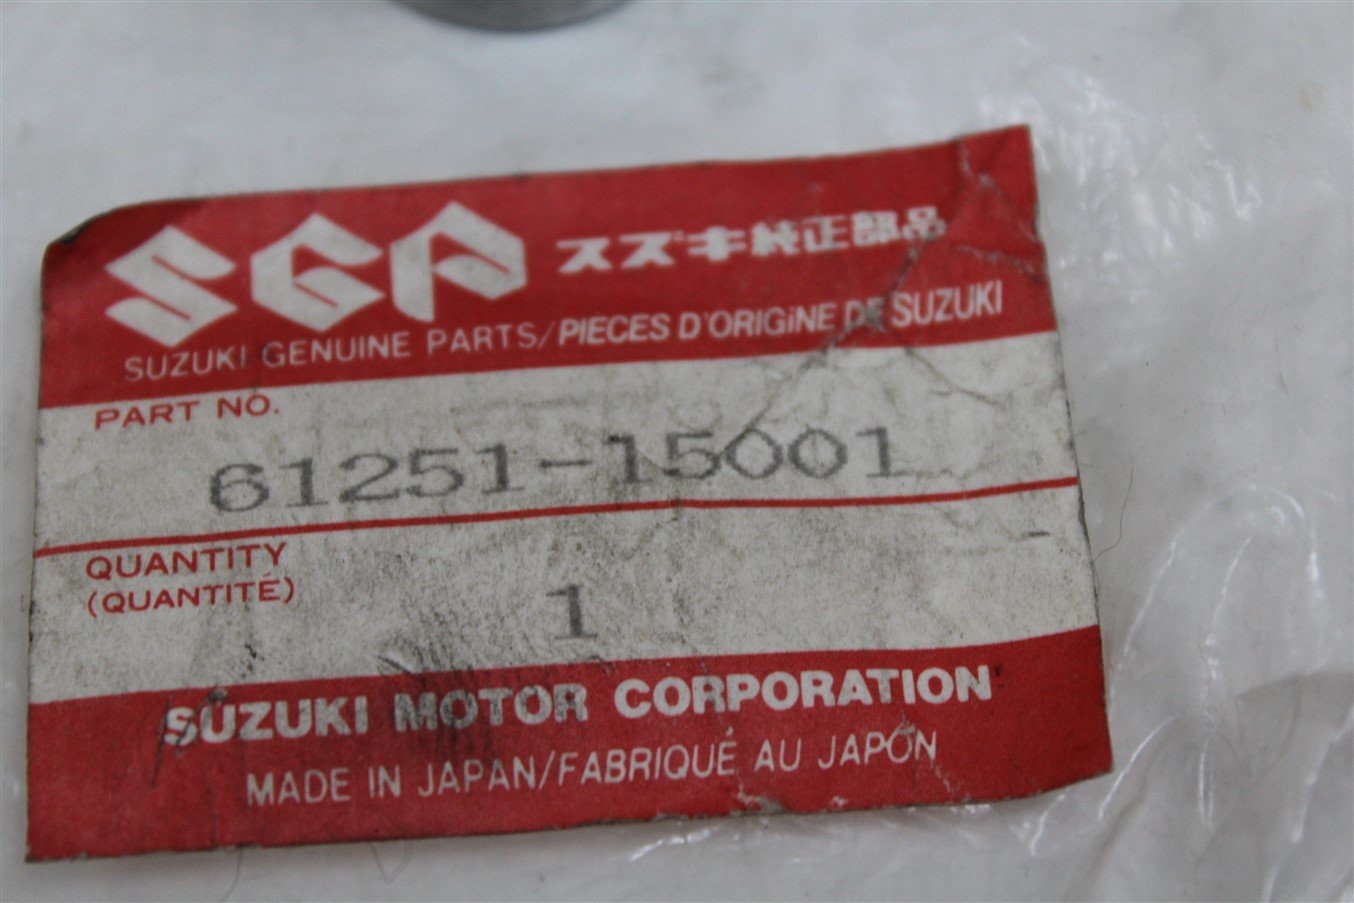 SGP スズキ純正部品
SUZUKI GENUINE PARTS/PIECES D'ORIGiNE DE SUZUKI
PART NO.
61251-15001
QUANTITY
(QUANTITÉ)
1
SUZUKI MOTOR CORPORATION
MADE IN JAPAN/FABRIQUÉ AU JAPON